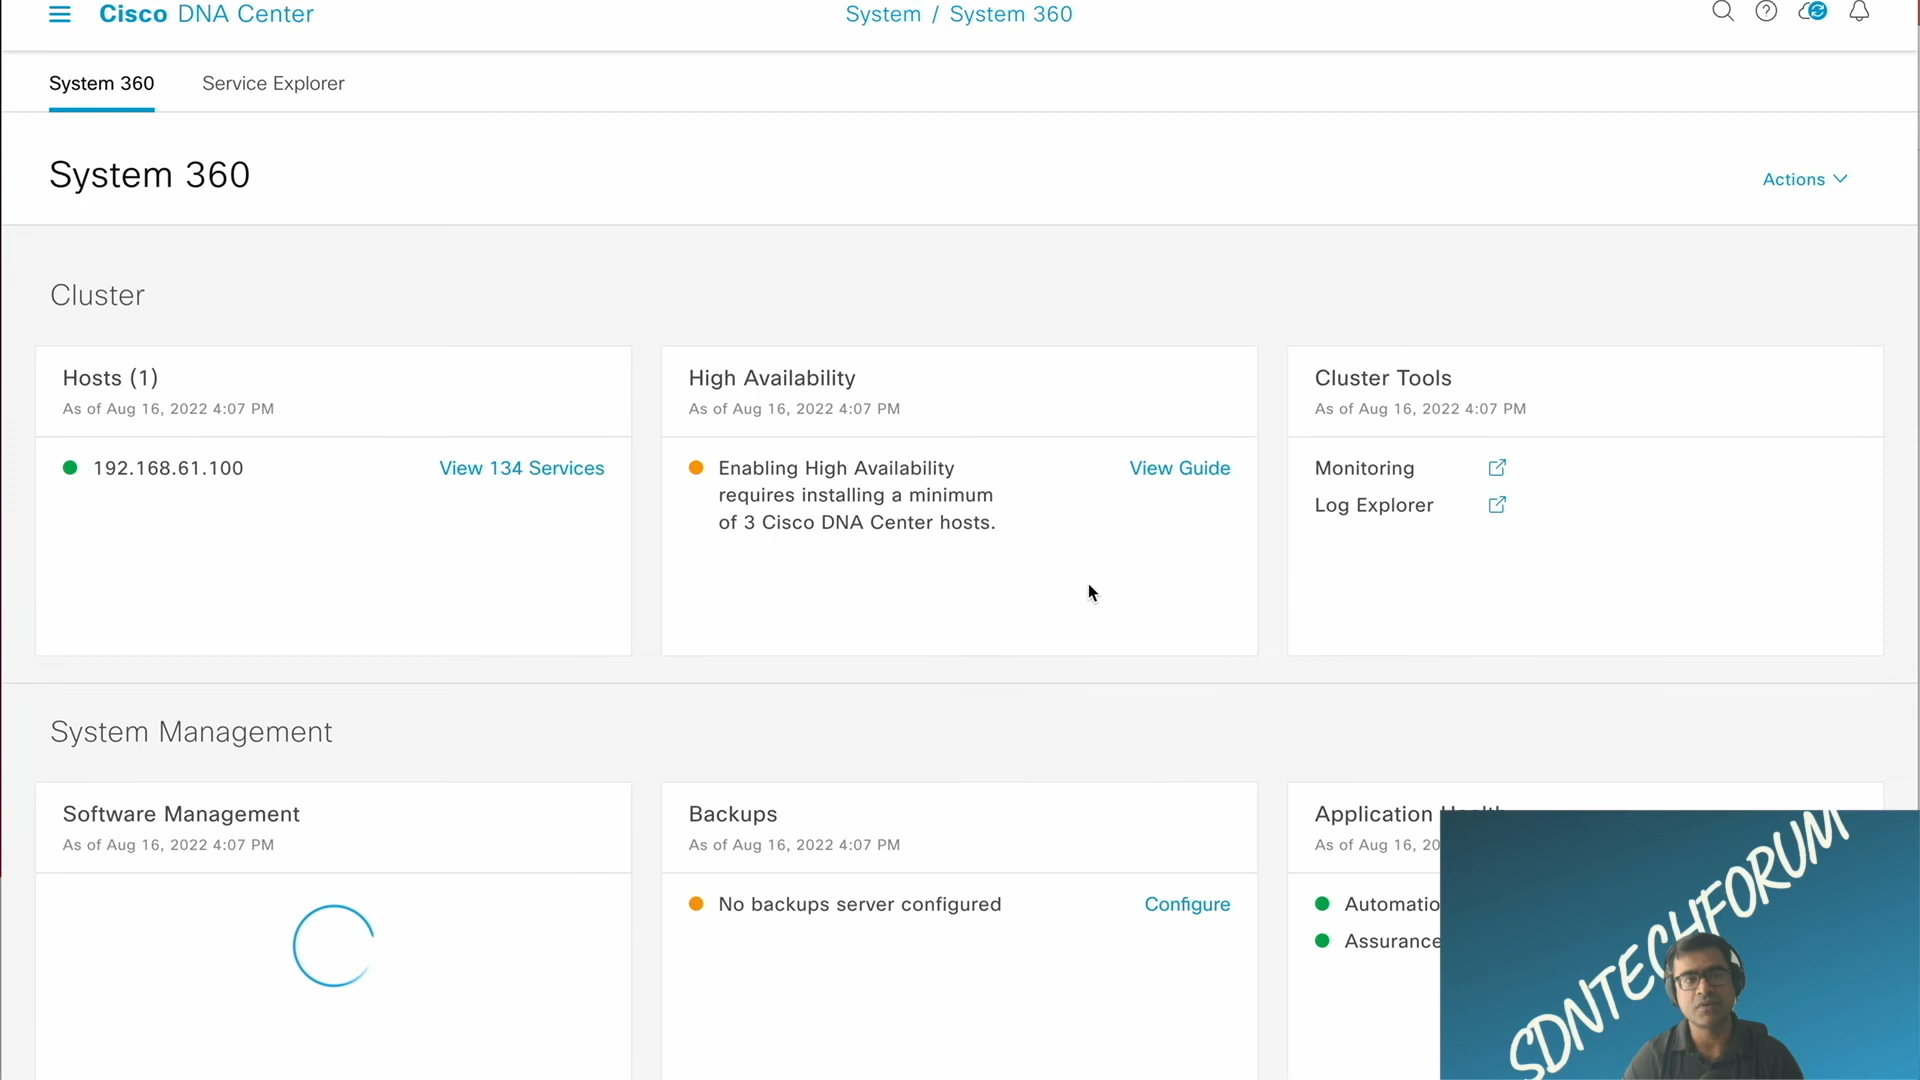 Cisco DNA Center
System / System 360
System 360
Service Explorer
System 360
Actions
Cluster
Hosts (1)
As of Aug 16, 2022 4:07 PM
192.168.61.100
View 134 Services
High Availability
As of Aug 16, 2022 4:07 PM
Enabling High Availability
requires installing a minimum
of 3 Cisco DNA Center hosts.
View Guide
Cluster Tools
As of Aug 16, 2022 4:07 PM
Monitoring
Log Explorer
System Management
Software Management
As of Aug 16, 2022 4:07 PM
Backups
As of Aug 16, 2022 4:07 PM
No backups server configured
Configure
Application Health
As of Aug 16, 20
Automatio
Assurance
SDNTECHFORUM